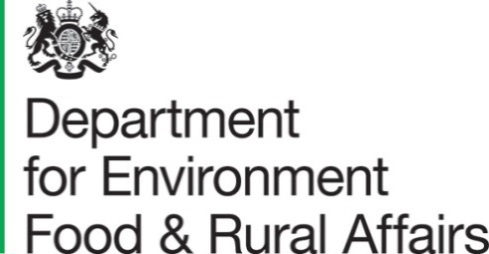 Department
for Environment
Food & Rural Affairs